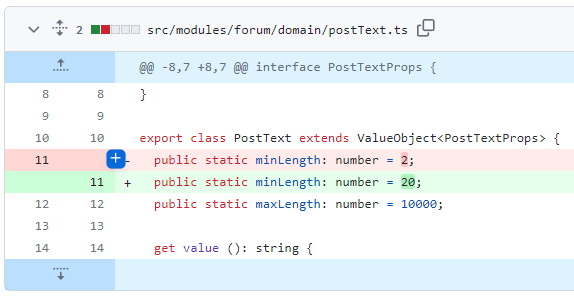 2 src/modules/forum/domain/postText.ts
@@ -8,7 +8,7 @@ interface PostTextProps {
8 8 }
9 9
10 10 export class PostText extends ValueObject<PostTextProps> {
11 + public static minLength: number = 2;
11 + public static minLength: number = 20;
12 12 public static maxLength: number = 10000;
13 13
14 14 get value (): string {